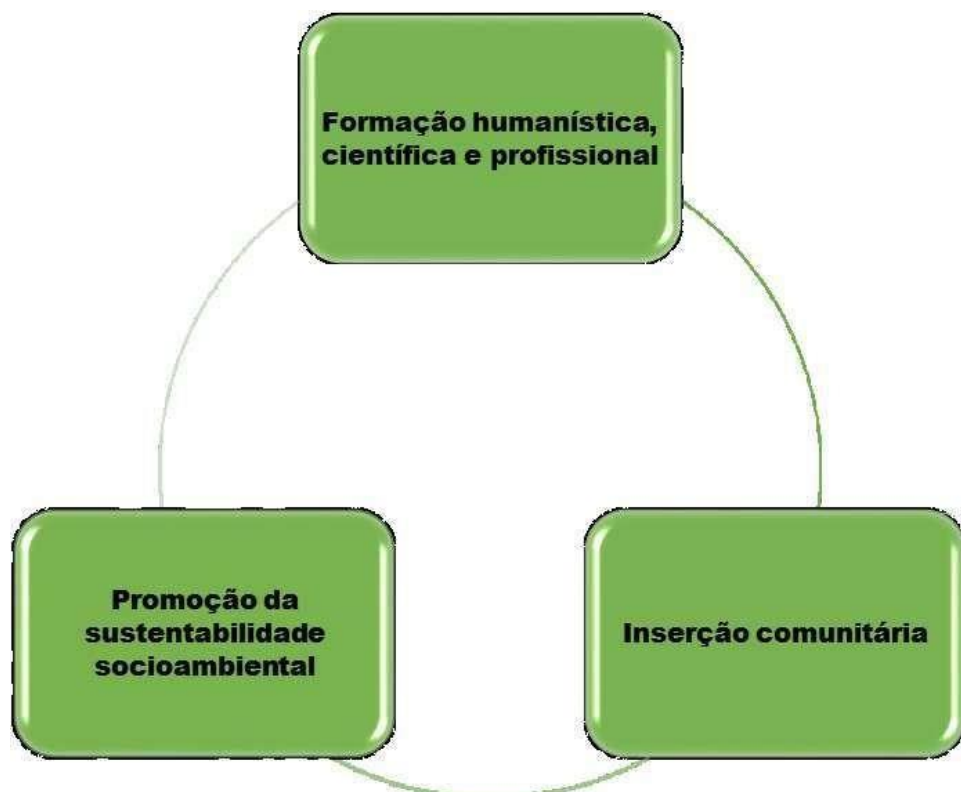 Formação humanística,
científica e profissional
Promoção da
sustentabilidade
socioambiental
Inserção comunitária